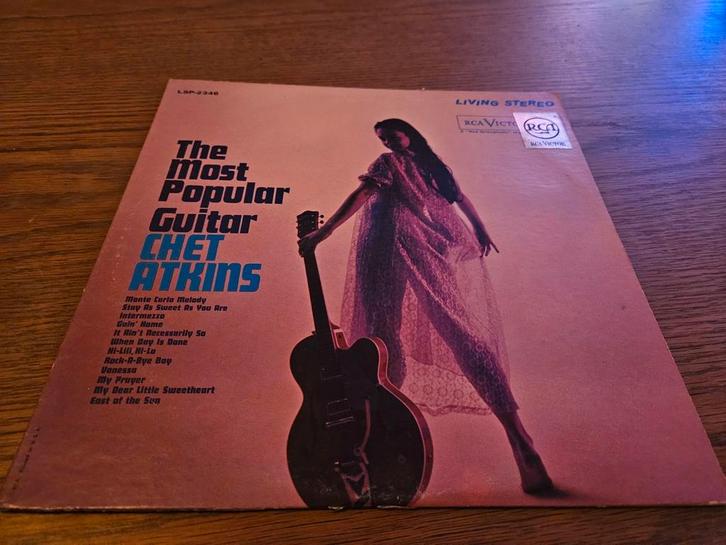 LSP-2346
LIVING STEREO
RCA VICTO
RCA
RCA VICTOR
The
Most
Popular
Guitar
CHET
ATKINS
Monte Carlo Melody
Stay As Sweet As You Are
Intermezzo
Goin' Home
It Ain't Necessarily So
When Day Is Done
Hi-Lili, Hi-Lo
Rock-A-Bye Bay
Vanessa
My Prayer
My Dear Little Sweetheart
East of the Sun